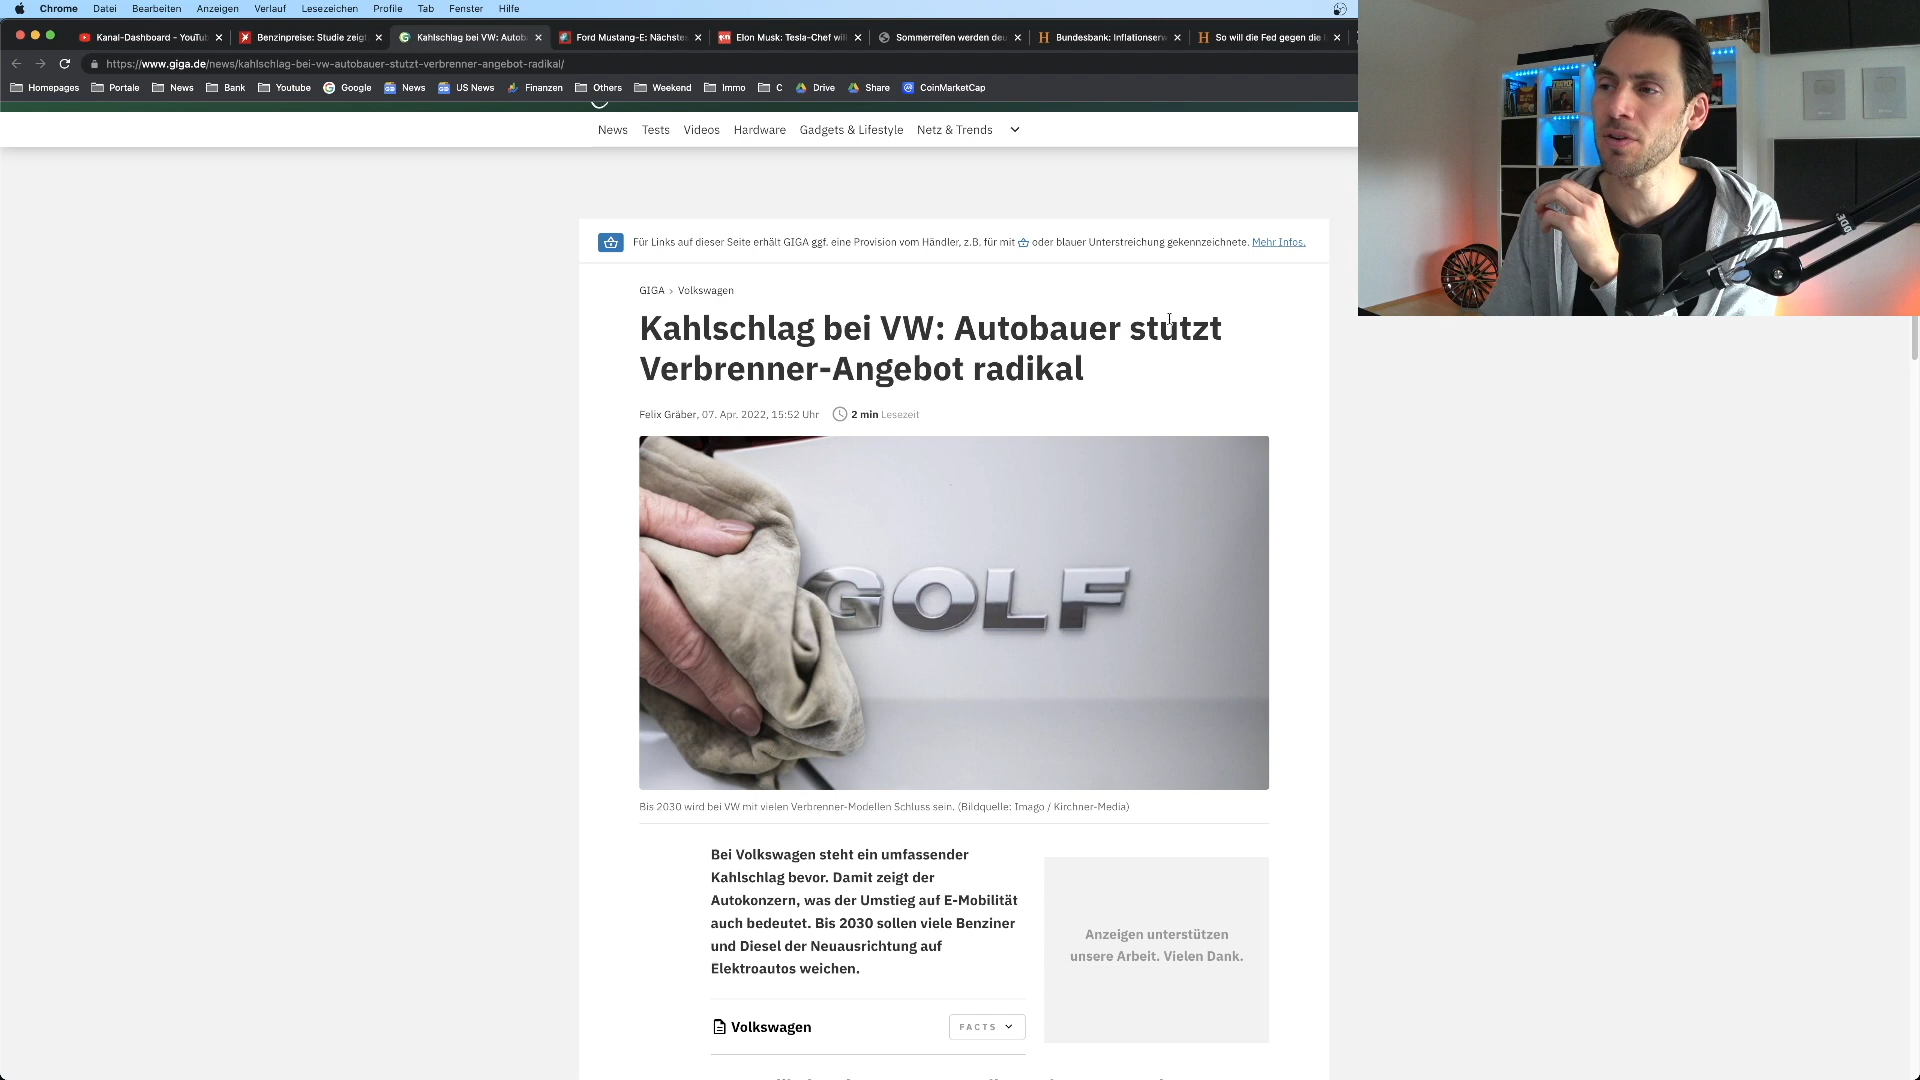 Chrome Datei Bearbeiten Anzeigen Verlauf Lesezeichen Profile Tab Fenster Hilfe
Kanal-Dashboard - YouTu Benzinpreise: Studie zeigt Kahlschlag bei VW: Autob Ford Mustang-E: Nächstes Elon Musk: Tesla-Chef wil Sommerreifen werden deu Bundesbank: Inflationserw So will die Fed gegen die
https://www.giga.de/news/kahlschlag-bei-vw-autobauer-stutzt-verbrenner-angebot-radikal/
Homepages Portale News Bank Youtube Google News US News Finanzen Others Weekend Immo C Drive Share CoinMarketCap
News Tests Videos Hardware Gadgets & Lifestyle Netz & Trends
Für Links auf dieser Seite erhält GIGA ggf. eine Provision vom Händler, z.B. für mit oder blauer Unterstreichung gekennzeichnete. Mehr Infos.
GIGA › Volkswagen
Kahlschlag bei VW: Autobauer stutzt
Verbrenner-Angebot radikal
Felix Gräber, 07. Apr. 2022, 15:52 Uhr 2 min Lesezeit
GOLF
Bis 2030 wird bei VW mit vielen Verbrenner-Modellen Schluss sein. (Bildquelle: Imago / Kirchner-Media)
Bei Volkswagen steht ein umfassender
Kahlschlag bevor. Damit zeigt der
Autokonzern, was der Umstieg auf E-Mobilität
auch bedeutet. Bis 2030 sollen viele Benziner
und Diesel der Neuausrichtung auf
Elektroautos weichen.
Anzeigen unterstützen
unsere Arbeit. Vielen Dank.
Volkswagen FACTS
RODE